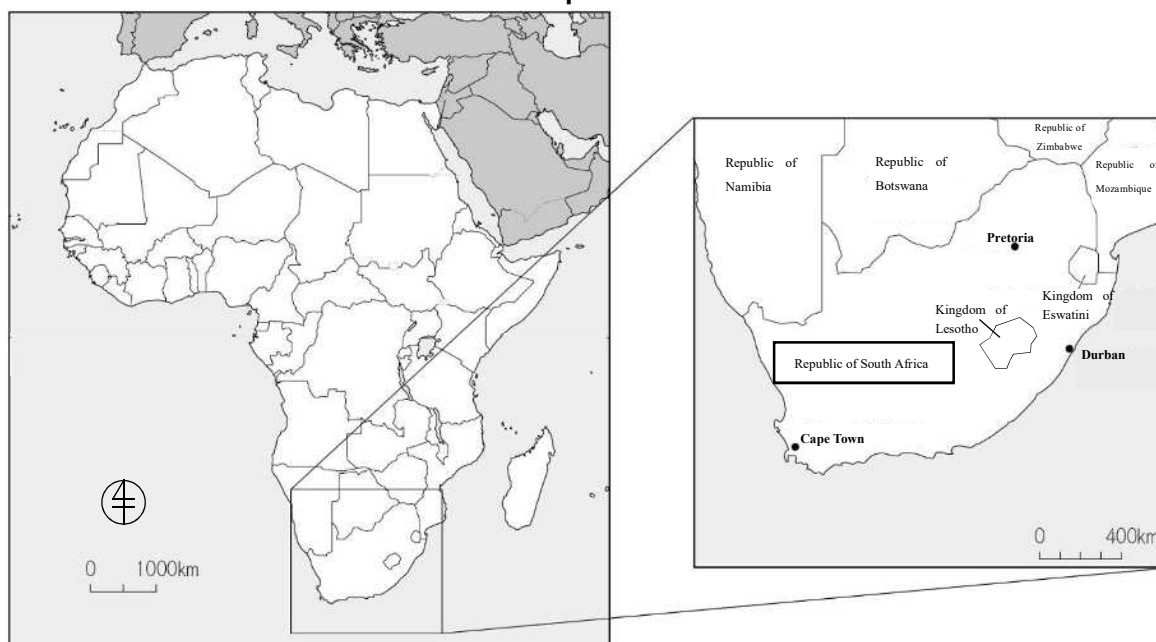 0 1000km
Republic of
Namibia
Republic of
Botswana
Republic of
Zimbabwe
Republic
Mozambique
Pretoria
Kingdom of
Eswatini
Kingdom of
Lesotho
Durban
Republic of South Africa
Cape Town
0 400km